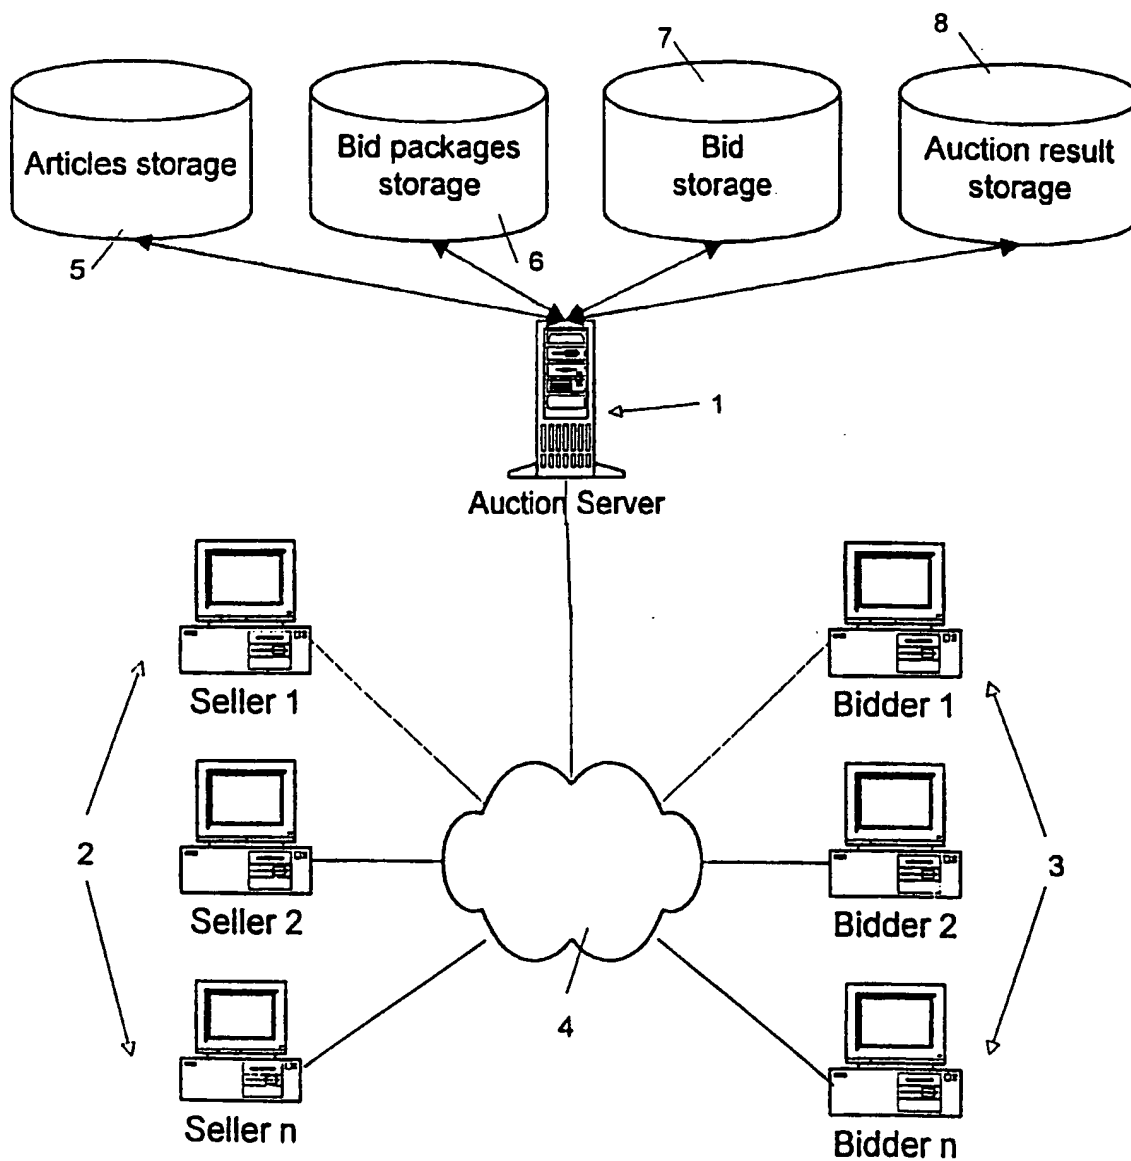 7
8
Articles storage
Bid packages
storage
Bid
storage
Auction result
storage
5
6
1
Auction Server
Seller 1
Bidder 1
2
3
Seller 2
Bidder 2
4
Seller n
Bidder n